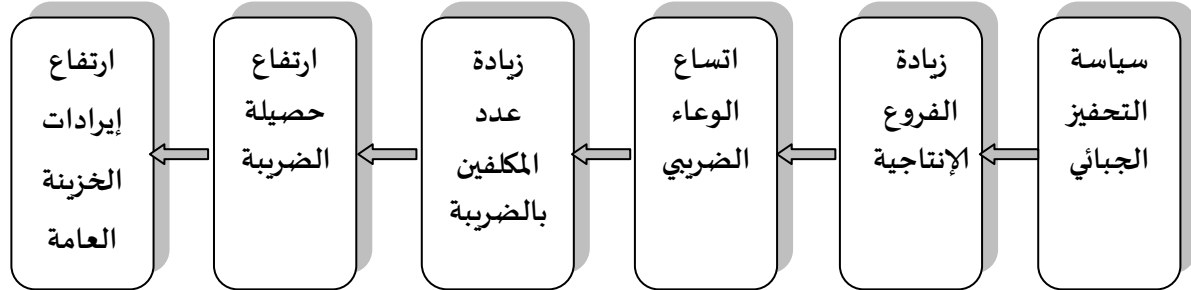 سياسة
التحفيز
الجبائي
زيادة
الفروع
الإنتاجية
اتساع
الوعاء
الضريبي
زيادة
عدد
المكلفين
بالضريبة
ارتفاع
حصيلة
الضريبة
ارتفاع
إيرادات
الخزينة
العامة